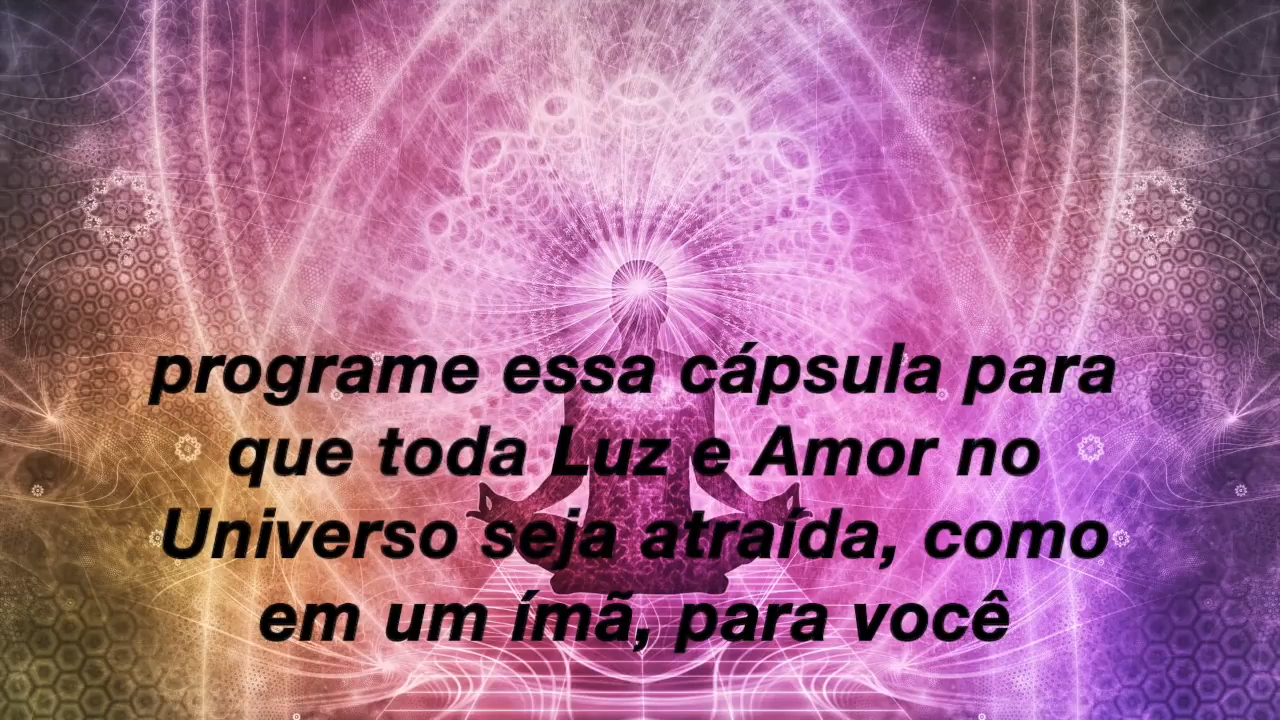 programe essa cápsula para
que toda Luz e Amor no
Universo seja atraída, como
em um ímã, para você